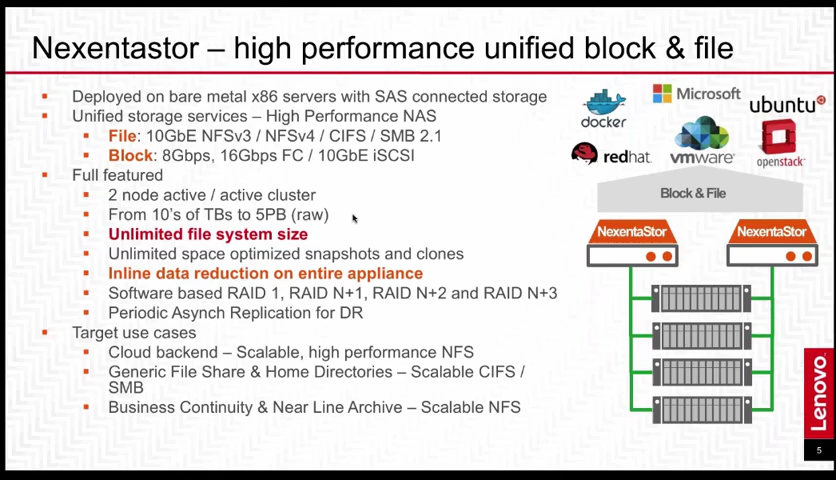 Nexentastor – high performance unified block & file
Deployed on bare metal x86 servers with SAS connected storage
Unified storage services – High Performance NAS
File: 10GbE NFSv3 / NFSv4 / CIFS / SMB 2.1
Block: 8Gbps, 16Gbps FC / 10GbE iSCSI
Full featured
2 node active / active cluster
From 10's of TBs to 5PB (raw)
Unlimited file system size
Unlimited space optimized snapshots and clones
Inline data reduction on entire appliance
Software based RAID 1, RAID N+1, RAID N+2 and RAID N+3
Periodic Asynch Replication for DR
Target use cases
Cloud backend – Scalable, high performance NFS
Generic File Share & Home Directories – Scalable CIFS /
SMB
Business Continuity & Near Line Archive – Scalable NFS
docker
Microsoft
ubuntu
redhat.
vmware
openstack
Block & File
NexentaStor
NexentaStor
Lenovo
5